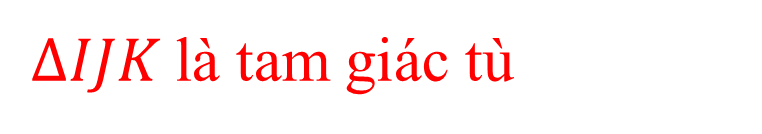 Δ𝐼𝐽𝐾 là tam giác tù